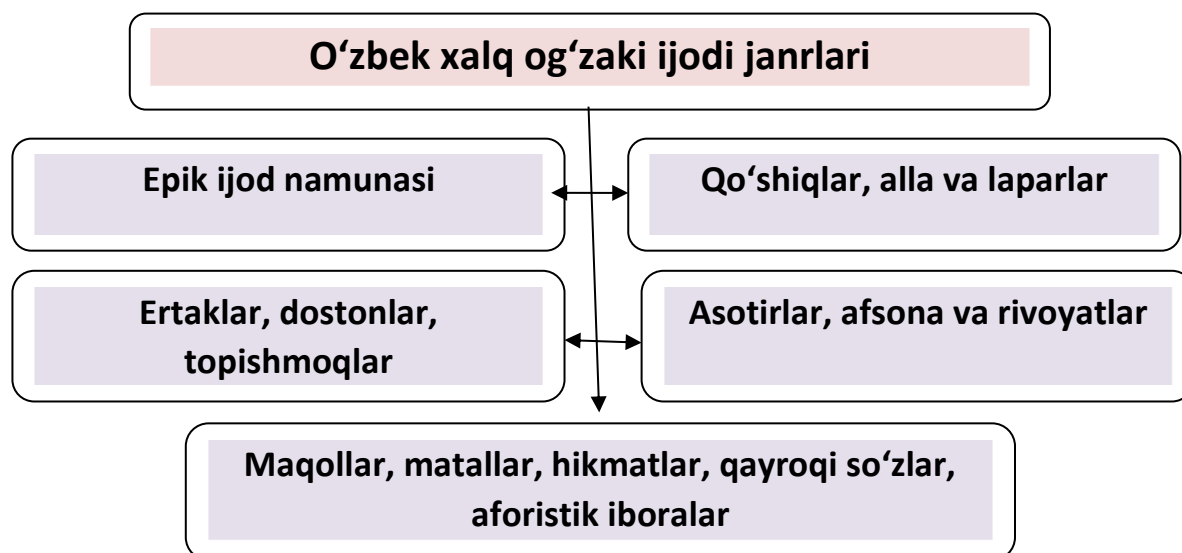 O‘zbek xalq og‘zaki ijodi janrlari
Epik ijod namunasi
Qo‘shiqlar, alla va laparlar
Ertaklar, dostonlar,
topishmoqlar
Asotirlar, afsona va rivoyatlar
Maqollar, matallar, hikmatlar, qayroqi so‘zlar,
aforistik iboralar